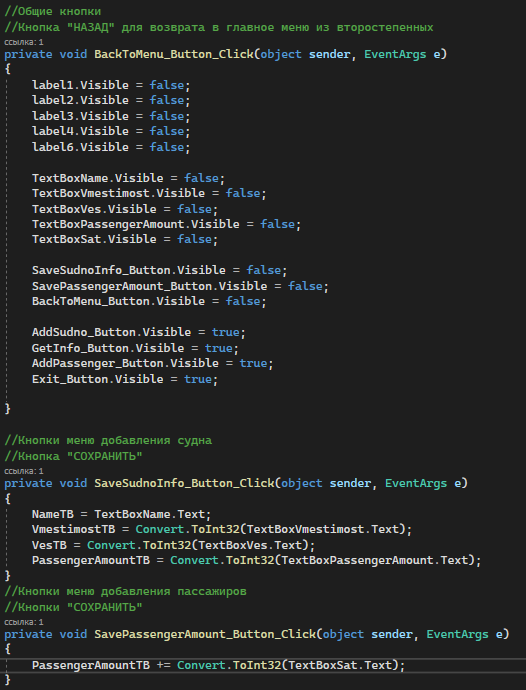 //Общие кнопки
//Кнопка "НАЗАД" для возврата в главное меню из второстепенных
ссылка: 1
private void BackToMenu_Button_Click(object sender, EventArgs e)
{
label1.Visible = false;
label2.Visible = false;
label3.Visible = false;
label4.Visible = false;
label6.Visible = false;
TextBoxName.Visible = false;
TextBoxVmestimost.Visible = false;
TextBoxVes.Visible = false;
TextBoxPassengerAmount.Visible = false;
TextBoxSat.Visible = false;
SaveSudnoInfo_Button.Visible = false;
SavePassengerAmount_Button.Visible = false;
BackToMenu_Button.Visible = false;
AddSudno_Button.Visible = true;
GetInfo_Button.Visible = true;
AddPassenger_Button.Visible = true;
Exit_Button.Visible = true;
}
//Кнопки меню добавления судна
//Кнопка "СОХРАНИТЬ"
ссылка: 1
private void SaveSudnoInfo_Button_Click(object sender, EventArgs e)
{
NameTB = TextBoxName.Text;
VmestimostTB = Convert.ToInt32(TextBoxVmestimost.Text);
VesTB = Convert.ToInt32(TextBoxVes.Text);
PassengerAmountTB = Convert.ToInt32(TextBoxPassengerAmount.Text);
}
//Кнопки меню добавления пассажиров
//Кнопки "СОХРАНИТЬ"
ссылка: 1
private void SavePassengerAmount_Button_Click(object sender, EventArgs e)
{
PassengerAmountTB += Convert.ToInt32(TextBoxSat.Text);
}